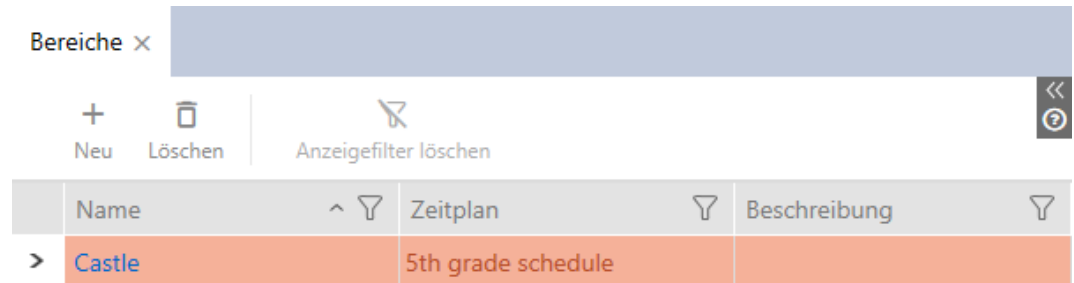 Bereiche
Neu Löschen Anzeigefilter löschen
Name Zeitplan Beschreibung
Castle 5th grade schedule